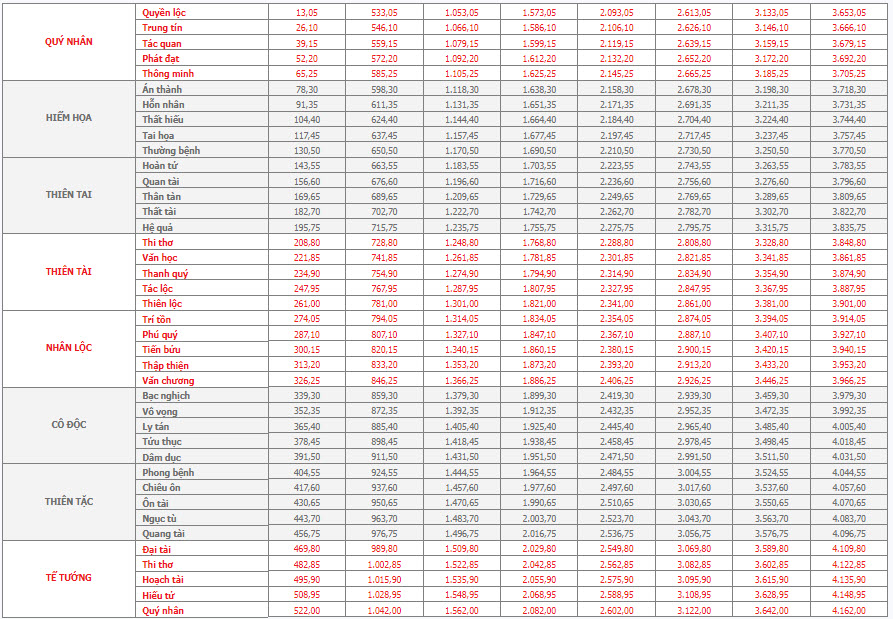 Quyền lộc 13,05 533,05 1.053,05 1.573,05 2.093,05 2.613,05 3.133,05 3.653,05
Trung tín 26,10 546,10 1.066,10 1.586,10 2.106,10 2.626,10 3.146,10 3.666,10
QUÝ NHÂN Tác quan 39,15 559,15 1.079,15 1.599,15 2.119,15 2.639,15 3.159,15 3.679,15
Phát đạt 52,20 572,20 1.092,20 1.612,20 2.132,20 2.652,20 3.172,20 3.692,20
Thông minh 65,25 585,25 1.105,25 1.625,25 2.145,25 2.665,25 3.185,25 3.705,25
Án thành 78,30 598,30 1.118,30 1.638,30 2.158,30 2.678,30 3.198,30 3.718,30
Hỗn nhân 91,35 611,35 1.131,35 1.651,35 2.171,35 2.691,35 3.211,35 3.731,35
HIỂM HỌA Thất hiếu 104,40 624,40 1.144,40 1.664,40 2.184,40 2.704,40 3.224,40 3.744,40
Tai họa 117,45 637,45 1.157,45 1.677,45 2.197,45 2.717,45 3.237,45 3.757,45
Thường bệnh 130,50 650,50 1.170,50 1.690,50 2.210,50 2.730,50 3.250,50 3.770,50
Hoàn tử 143,55 663,55 1.183,55 1.703,55 2.223,55 2.743,55 3.263,55 3.783,55
Quan tài 156,60 676,60 1.196,60 1.716,60 2.236,60 2.756,60 3.276,60 3.796,60
THIÊN TAI Thân tàn 169,65 689,65 1.209,65 1.729,65 2.249,65 2.769,65 3.289,65 3.809,65
Thất tài 182,70 702,70 1.222,70 1.742,70 2.262,70 2.782,70 3.302,70 3.822,70
Hệ quả 195,75 715,75 1.235,75 1.755,75 2.275,75 2.795,75 3.315,75 3.835,75
Thi thơ 208,80 728,80 1.248,80 1.768,80 2.288,80 2.808,80 3.328,80 3.848,80
Văn học 221,85 741,85 1.261,85 1.781,85 2.301,85 2.821,85 3.341,85 3.861,85
THIÊN TÀI Thanh quý 234,90 754,90 1.274,90 1.794,90 2.314,90 2.834,90 3.354,90 3.874,90
Tác lộc 247,95 767,95 1.287,95 1.807,95 2.327,95 2.847,95 3.367,95 3.887,95
Thiên lộc 261,00 781,00 1.301,00 1.821,00 2.341,00 2.861,00 3.381,00 3.901,00
Trí tôn 274,05 794,05 1.314,05 1.834,05 2.354,05 2.874,05 3.394,05 3.914,05
Phú quý 287,10 807,10 1.327,10 1.847,10 2.367,10 2.887,10 3.407,10 3.927,10
NHÂN LỘC Tiến bửu 300,15 820,15 1.340,15 1.860,15 2.380,15 2.900,15 3.420,15 3.940,15
Thập thiện 313,20 833,20 1.353,20 1.873,20 2.393,20 2.913,20 3.433,20 3.953,20
Văn chương 326,25 846,25 1.366,25 1.886,25 2.406,25 2.926,25 3.446,25 3.966,25
Bạc nghịch 339,30 859,30 1.379,30 1.899,30 2.419,30 2.939,30 3.459,30 3.979,30
Vô vọng 352,35 872,35 1.392,35 1.912,35 2.432,35 2.952,35 3.472,35 3.992,35
CÔ ĐỘC Ly tán 365,40 885,40 1.405,40 1.925,40 2.445,40 2.965,40 3.485,40 4.005,40
Tửu thục 378,45 898,45 1.418,45 1.938,45 2.458,45 2.978,45 3.498,45 4.018,45
Dâm dục 391,50 911,50 1.431,50 1.951,50 2.471,50 2.991,50 3.511,50 4.031,50
Phong bệnh 404,55 924,55 1.444,55 1.964,55 2.484,55 3.004,55 3.524,55 4.044,55
Chiêu ôn 417,60 937,60 1.457,60 1.977,60 2.497,60 3.017,60 3.537,60 4.057,60
THIÊN TẶC Ôn tài 430,65 950,65 1.470,65 1.990,65 2.510,65 3.030,65 3.550,65 4.070,65
Ngục tù 443,70 963,70 1.483,70 2.003,70 2.523,70 3.043,70 3.563,70 4.083,70
Quang tài 456,75 976,75 1.496,75 2.016,75 2.536,75 3.056,75 3.576,75 4.096,75
Đại tài 469,80 989,80 1.509,80 2.029,80 2.549,80 3.069,80 3.589,80 4.109,80
Thi thơ 482,85 1.002,85 1.522,85 2.042,85 2.562,85 3.082,85 3.602,85 4.122,85
TỂ TƯỚNG Hoạch tài 495,90 1.015,90 1.535,90 2.055,90 2.575,90 3.095,90 3.615,90 4.135,90
Hiếu tử 508,95 1.028,95 1.548,95 2.068,95 2.588,95 3.108,95 3.628,95 4.148,95
Quý nhân 522,00 1.042,00 1.562,00 2.082,00 2.602,00 3.122,00 3.642,00 4.162,00